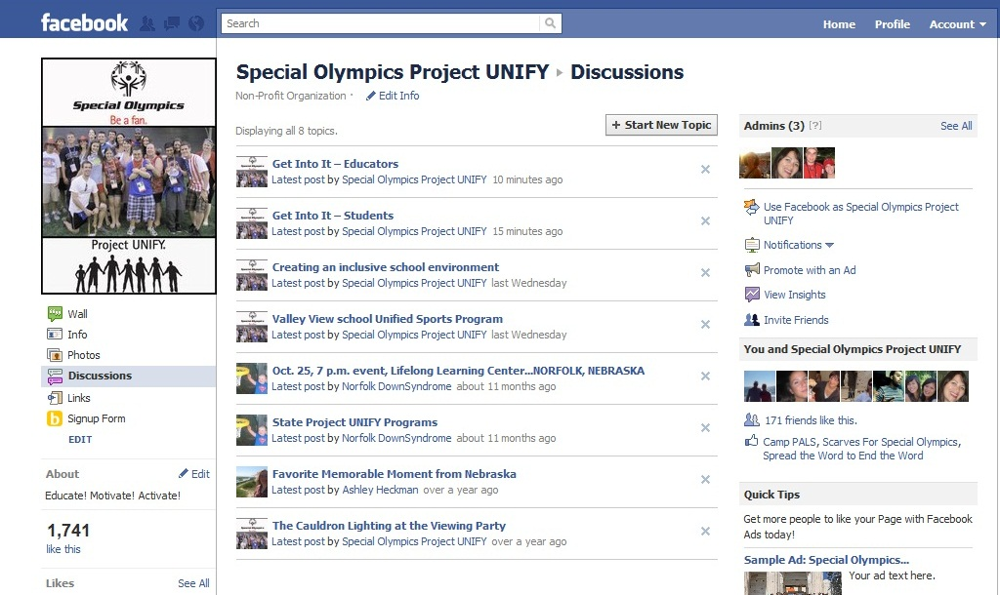 facebook
Search
Home Profile Account
Special Olympics
Be a fan.
Project UNIFY.
Wall
Info
Photos
Discussions
Links
b Signup Form
EDIT
About Edit
Educate! Motivate! Activate!
1,741
like this
Likes See All
Special Olympics Project UNIFY Discussions
Non-Profit Organization · Edit Info
Displaying all 8 topics.
+ Start New Topic
Get Into It – Educators
Latest post by Special Olympics Project UNIFY 10 minutes ago
Get Into It – Students
Latest post by Special Olympics Project UNIFY 15 minutes ago
Creating an inclusive school environment
Latest post by Special Olympics Project UNIFY last Wednesday
Valley View school Unified Sports Program
Latest post by Special Olympics Project UNIFY last Wednesday
Oct. 25, 7 p.m. event, Lifelong Learning Center...NORFOLK, NEBRASKA
Latest post by Norfolk DownSyndrome about 11 months ago
State Project UNIFY Programs
Latest post by Norfolk DownSyndrome about 11 months ago
Favorite Memorable Moment from Nebraska
Latest post by Ashley Heckman over a year ago
The Cauldron Lighting at the Viewing Party
Latest post by Special Olympics Project UNIFY over a year ago
Admins (3) [?] See All
Use Facebook as Special Olympics Project
UNIFY
Notifications
Promote with an Ad
View Insights
Invite Friends
You and Special Olympics Project UNIFY
171 friends like this.
Camp PALS, Scarves For Special Olympics,
Spread the Word to End the Word
Quick Tips
Get more people to like your Page with Facebook
Ads today!
Sample Ad: Special Olympics...
Your ad text here.